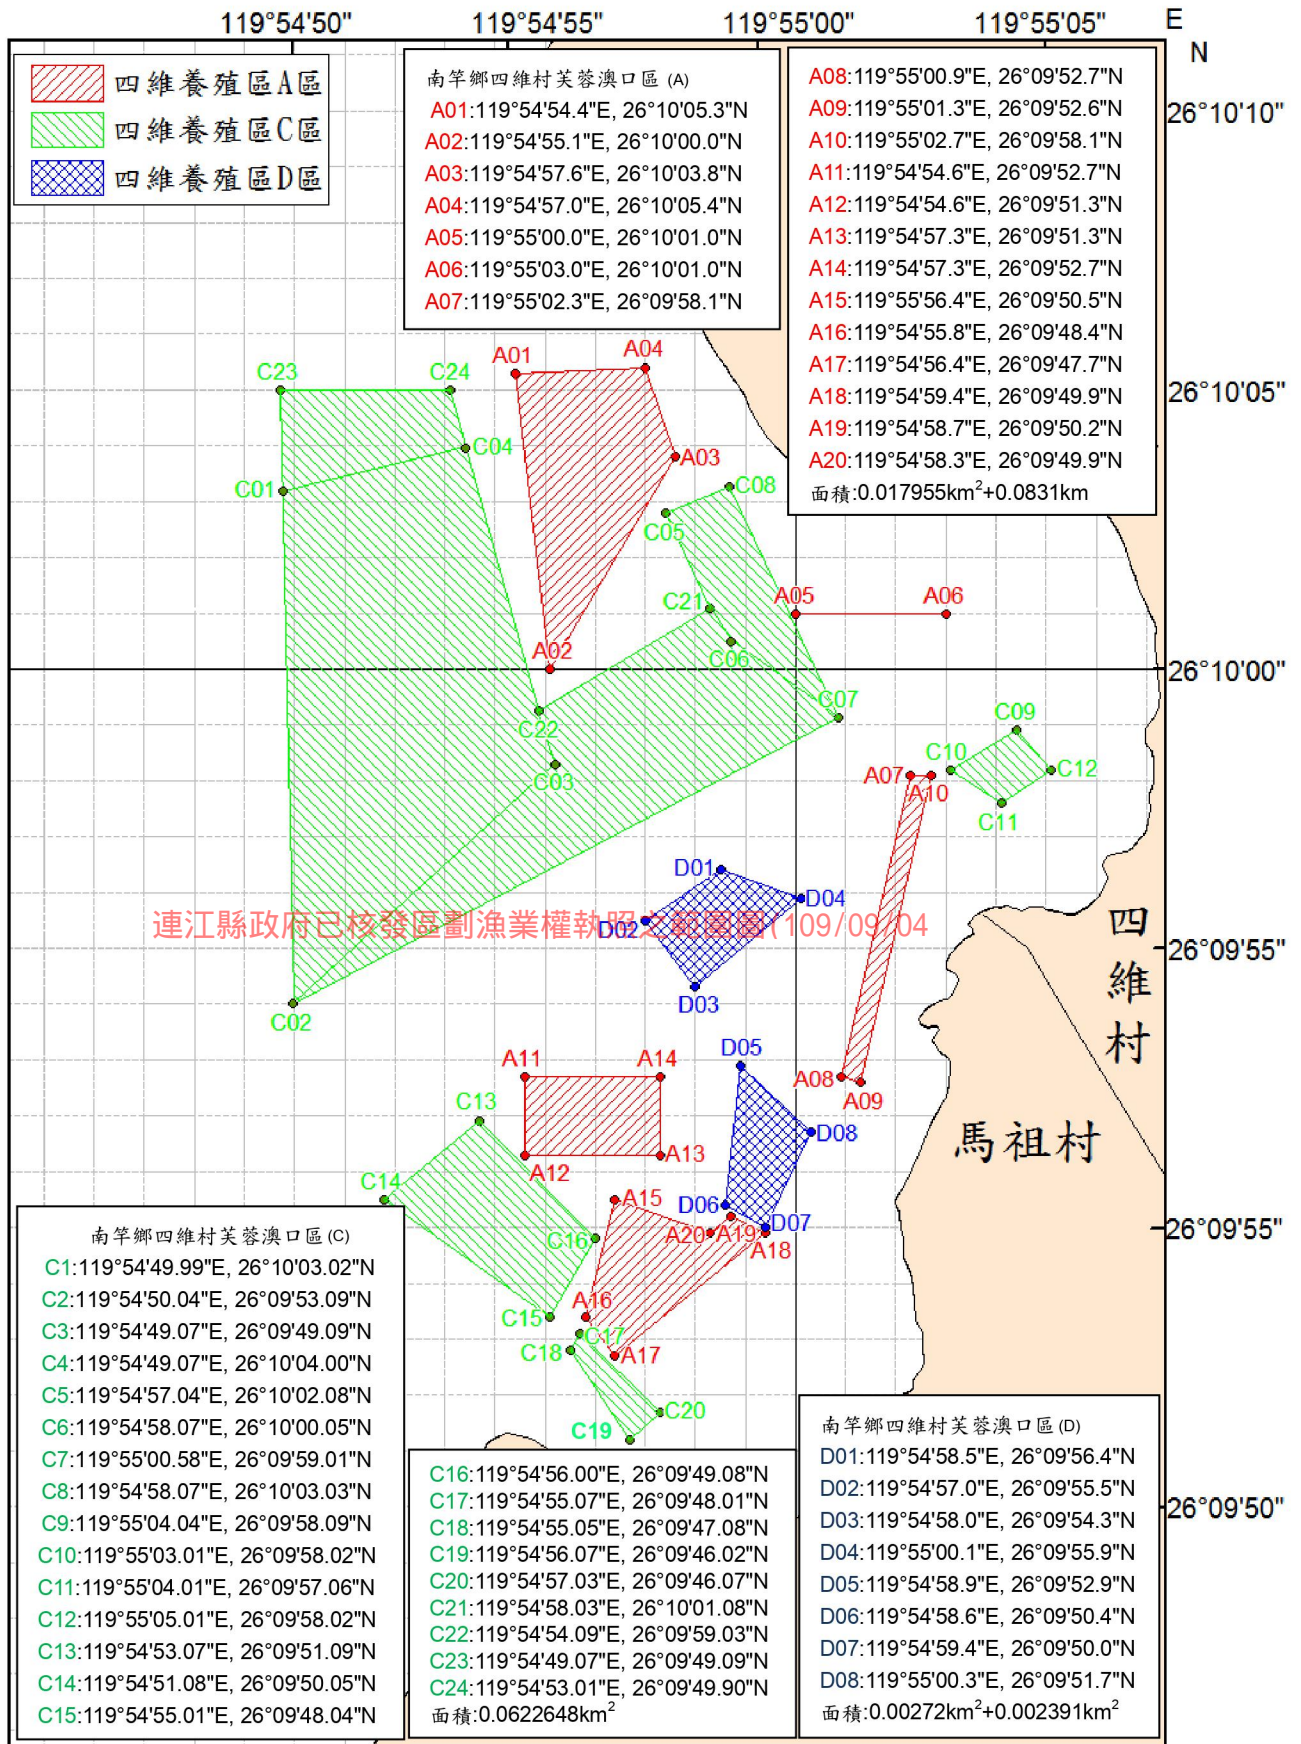 119°54'50" 119°54'55" 119°55'00" 119°55'05" E
N
四維養殖區A區
四維養殖區C區
四維養殖區D區
南竿鄉四維村芙蓉澳口區(A)
A01:119°54'54.4"E, 26°10'05.3"N
A02:119°54'55.1"E, 26°10'00.0"N
A03:119°54'57.6"E, 26°10'03.8"N
A04:119°54'57.0"E, 26°10'05.4"N
A05:119°55'00.0"E, 26°10'01.0"N
A06:119°55'03.0"E, 26°10'01.0"N
A07:119°55'02.3"E, 26°09'58.1"N
A08:119°55'00.9"E, 26°09'52.7"N
A09:119°55'01.3"E, 26°09'52.6"N
A10:119°55'02.7"E, 26°09'58.1"N
A11:119°54'54.6"E, 26°09'52.7"N
A12:119°54'54.6"E, 26°09'51.3"N
A13:119°54'57.3"E, 26°09'51.3"N
A14:119°54'57.3"E, 26°09'52.7"N
A15:119°55'56.4"E, 26°09'50.5"N
A16:119°54'55.8"E, 26°09'48.4"N
A17:119°54'56.4"E, 26°09'47.7"N
A18:119°54'59.4"E, 26°09'49.9"N
A19:119°54'58.7"E, 26°09'50.2"N
A20:119°54'58.3"E, 26°09'49.9"N
面積:0.017955km²+0.0831km
26°10'10"
26°10'05"
26°10'00"
26°09'55"
26°09'55"
26°09'50"
C23
C24
A01
A04
C04
A03
C01
C08
C05
C21
A05
A06
A02
C06
C22
C07
C09
C03
C10
C12
A07
A10
C11
D01
D04
連江縣政府已核發區劃漁業權執照之範圍圖(109/09/04
D02
D03
C02
四維村
D05
A11
A14
A08
A09
C13
D08
馬祖村
A12
A13
C14
A15
D06
D07
C16
A20
A19
A18
C15
A16
C17
C18
A17
C20
C19
南竿鄉四維村芙蓉澳口區(C)
C1:119°54'49.99"E, 26°10'03.02"N
C2:119°54'50.04"E, 26°09'53.09"N
C3:119°54'49.07"E, 26°09'49.09"N
C4:119°54'49.07"E, 26°10'04.00"N
C5:119°54'57.04"E, 26°10'02.08"N
C6:119°54'58.07"E, 26°10'00.05"N
C7:119°55'00.58"E, 26°09'59.01"N
C8:119°54'58.07"E, 26°10'03.03"N
C9:119°55'04.04"E, 26°09'58.09"N
C10:119°55'03.01"E, 26°09'58.02"N
C11:119°55'04.01"E, 26°09'57.06"N
C12:119°55'05.01"E, 26°09'58.02"N
C13:119°54'53.07"E, 26°09'51.09"N
C14:119°54'51.08"E, 26°09'50.05"N
C15:119°54'55.01"E, 26°09'48.04"N
C16:119°54'56.00"E, 26°09'49.08"N
C17:119°54'55.07"E, 26°09'48.01"N
C18:119°54'55.05"E, 26°09'47.08"N
C19:119°54'56.07"E, 26°09'46.02"N
C20:119°54'57.03"E, 26°09'46.07"N
C21:119°54'58.03"E, 26°10'01.08"N
C22:119°54'54.09"E, 26°09'59.03"N
C23:119°54'49.07"E, 26°09'49.09"N
C24:119°54'53.01"E, 26°09'49.90"N
面積:0.0622648km²
南竿鄉四維村芙蓉澳口區(D)
D01:119°54'58.5"E, 26°09'56.4"N
D02:119°54'57.0"E, 26°09'55.5"N
D03:119°54'58.0"E, 26°09'54.3"N
D04:119°55'00.1"E, 26°09'55.9"N
D05:119°54'58.9"E, 26°09'52.9"N
D06:119°54'58.6"E, 26°09'50.4"N
D07:119°54'59.4"E, 26°09'50.0"N
D08:119°55'00.3"E, 26°09'51.7"N
面積:0.00272km²+0.002391km²